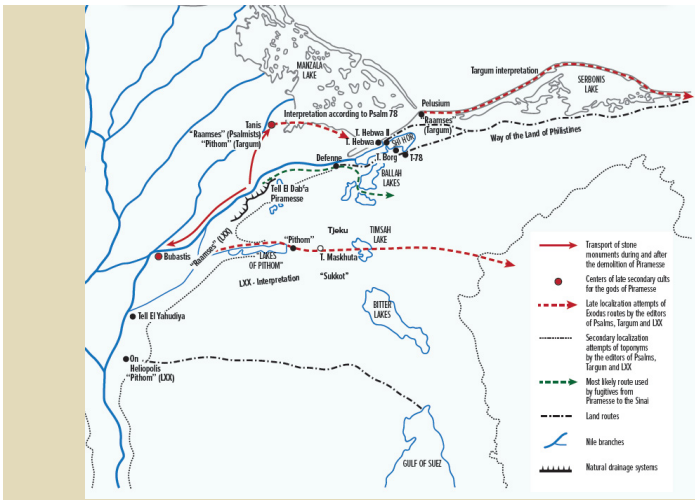 MANZALA
LAKE
Targum interpretation
SERBONIS
LAKE
Pelusium
"Raamses"
(Targum)
Way of the Land of Philistines
Interpretation according to Psalm 78
Tanis
"Raamses" (Psalmist)
"Pithom" (Targum)
T. Hebwa II
T. Hebwa
Shi HOR
T. Borg
T-78
Defenne
BALLAH
LAKES
Tell El Dab'a
Piramesse
"Raamses" (LXX)
Bubastis
"Pithom"
"LAKES
OF PITHOM"
Tjeku
T. Maskhuta
TIMSAH
LAKE
LXX - Interpretation
"Sukkot"
BITTER
LAKES
Tell El Yahudiya
On
Heliopolis
"Pithom" (LXX)
GULF OF SUEZ
Transport of stone
monuments during and after
the demolition of Piramesse
Centers of late secondary cults
for the gods of Piramesse
Late localization attempts of
Exodus routes by the editors
of Psalms, Targum and LXX
Secondary localization
attempts of toponyms
by the editors of Psalms,
Targum and LXX
Most likely route used
by fugitives from
Piramesse to the Sinai
Land routes
Nile branches
Natural drainage systems